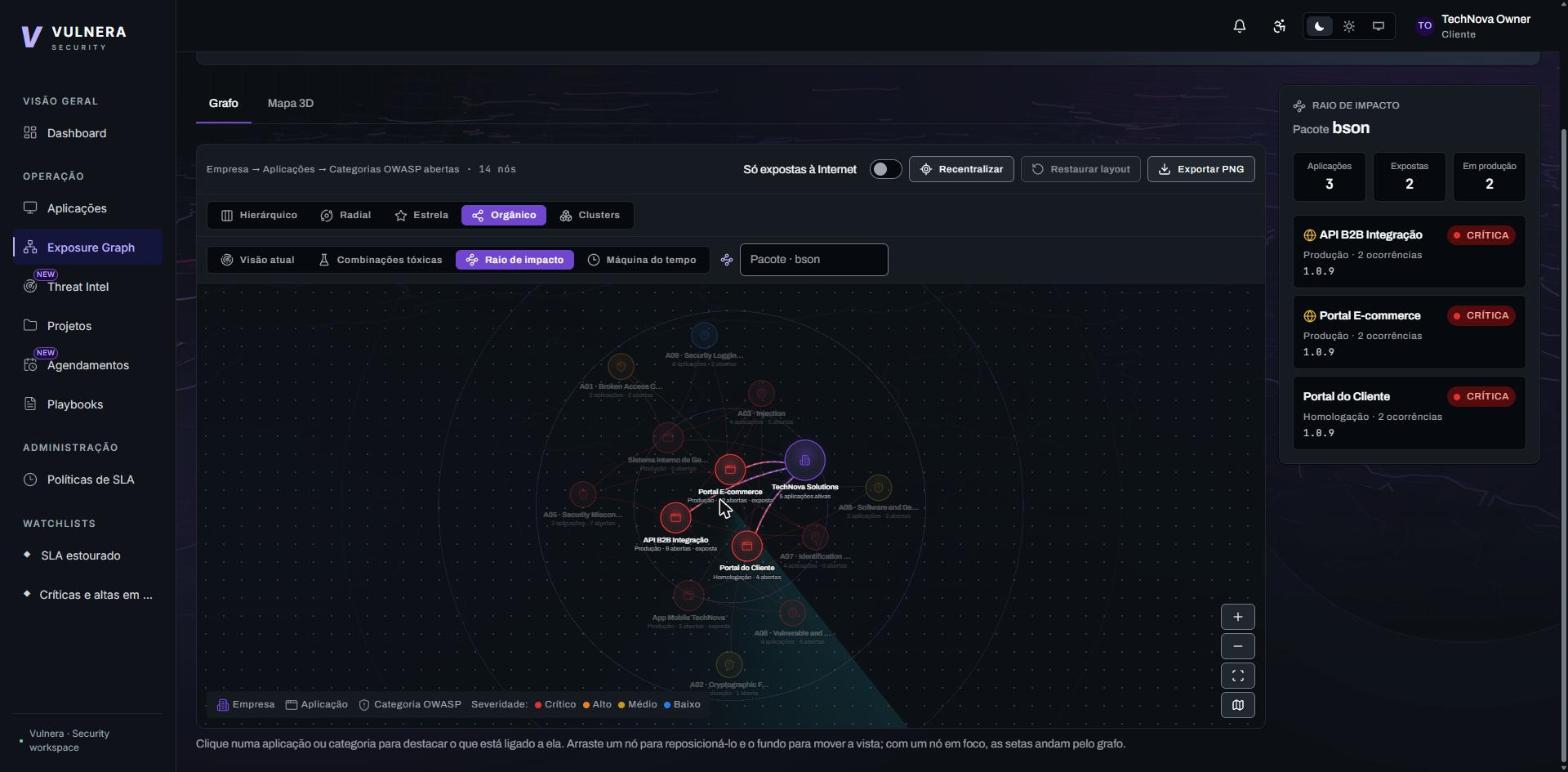 VULNERA
SECURITY
TechNova Owner
TO
Cliente
VISÃO GERAL
Dashboard
OPERAÇÃO
Aplicações
Exposure Graph
NEW
Threat Intel
Projetos
NEW
Agendamentos
Playbooks
ADMINISTRAÇÃO
Políticas de SLA
WATCHLISTS
SLA estourado
Críticas e altas em ...
Vulnera · Security
workspace
Grafo
Mapa 3D
Empresa → Aplicações → Categorias OWASP abertas · 14 nós
Só expostas à Internet
Recentralizar
Restaurar layout
Exportar PNG
Hierárquico
Radial
Estrela
Orgânico
Clusters
Visão atual
Combinações tóxicas
Raio de impacto
Máquina do tempo
Pacote · bson
A01 · Broken Access C...
A03 · Injection
Sistema Interno de Ge...
Portal E-commerce
TechNova Solutions
A05 · Security Miscon...
API B2B Integração
Produção · 9 abertas · exposta
Portal do Cliente
Homologação · 4 abertas
A07 · Identification ...
App Mobile TechNova
A02 · Cryptographic F...
Empresa
Aplicação
Categoria OWASP
Severidade:
Crítico
Alto
Médio
Baixo
Clique numa aplicação ou categoria para destacar o que está ligado a ela. Arraste um nó para reposicioná-lo e o fundo para mover a vista; com um nó em foco, as setas andam pelo grafo.
RAIO DE IMPACTO
Pacote bson
Aplicações
3
Expostas
2
Em produção
2
API B2B Integração
CRÍTICA
Produção · 2 ocorrências
1.0.9
Portal E-commerce
CRÍTICA
Produção · 2 ocorrências
1.0.9
Portal do Cliente
CRÍTICA
Homologação · 2 ocorrências
1.0.9